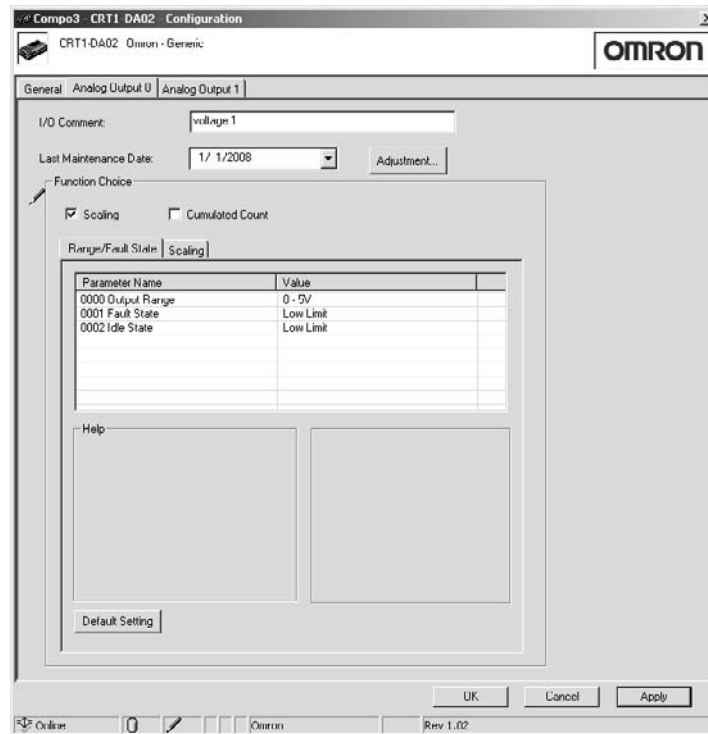 Compo3 - CRT1-DA02 - Configuration
CRT1-DA02 Omron - Generic
OMRON
General Analog Output 0 Analog Output 1
I/O Comment: voltage 1
Last Maintenance Date: 1/ 1/2008 Adjustment...
Function Choice
Scaling Cumulated Count
Range/Fault State Scaling
Parameter Name Value
0000 Output Range 0 - 5V
0001 Fault State Low Limit
0002 Idle State Low Limit
Help
Default Setting
OK Cancel Apply
Online Omron Rev 1.02